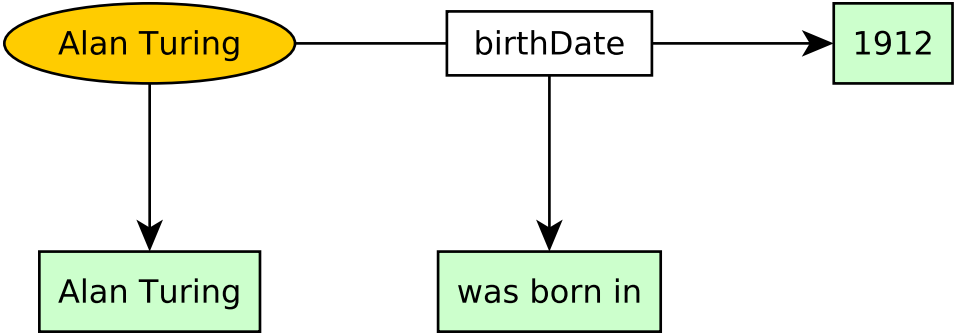 Alan Turing
birthDate
1912
Alan Turing
was born in